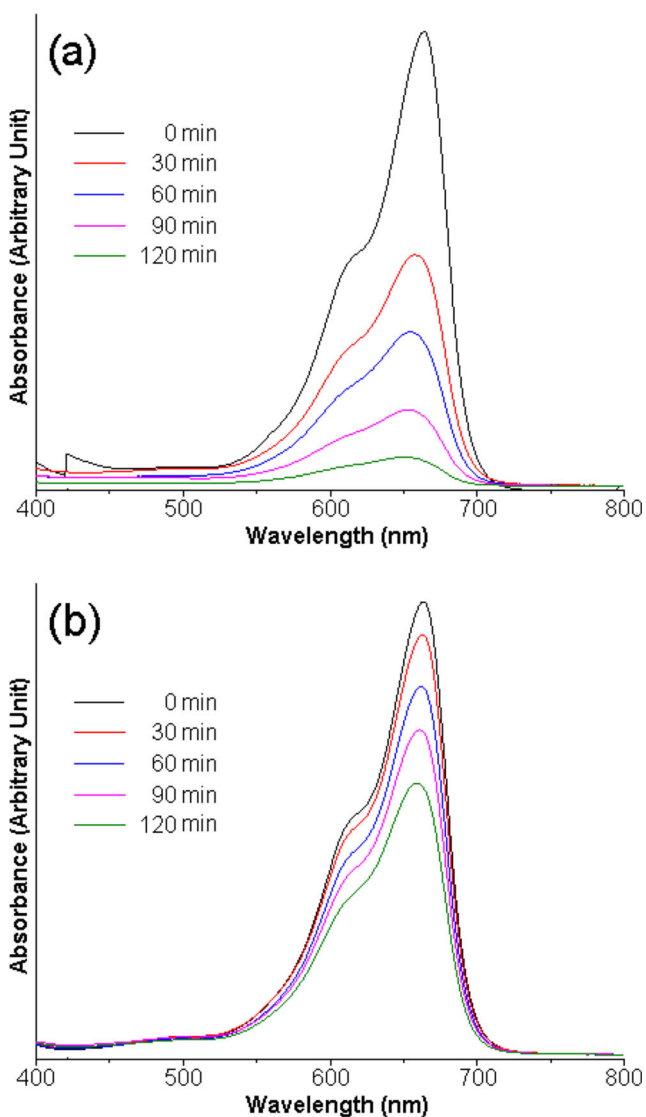 (a)
0 min
30 min
60 min
90 min
120 min
Absorbance (Arbitrary Unit)
400 500 600 700 800
Wavelength (nm)
(b)
0 min
30 min
60 min
90 min
120 min
Absorbance (Arbitrary Unit)
400 500 600 700 800
Wavelength (nm)